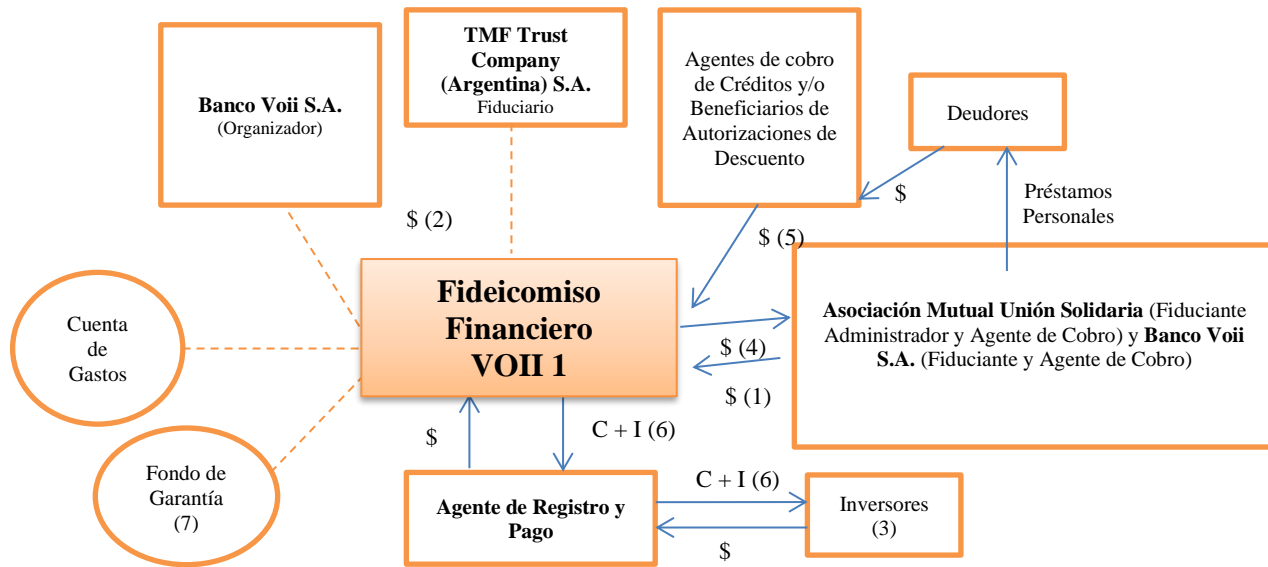 Banco Voii S.A.
(Organizador)
TMF Trust
Company
(Argentina) S.A.
Fiduciario
Agentes de cobro
de Créditos y/o
Beneficiarios de
Autorizaciones de
Descuento
Deudores
$
Préstamos
Personales
$ (2)
$ (5)
Fideicomiso
Financiero
VOII 1
Asociación Mutual Unión Solidaria (Fiduciante
Administrador y Agente de Cobro) y Banco Voii
S.A. (Fiduciante y Agente de Cobro)
$ (4)
$ (1)
Cuenta
de
Gastos
Fondo de
Garantía
(7)
$
C + I (6)
Agente de Registro y
Pago
C + I (6)
$
Inversores
(3)